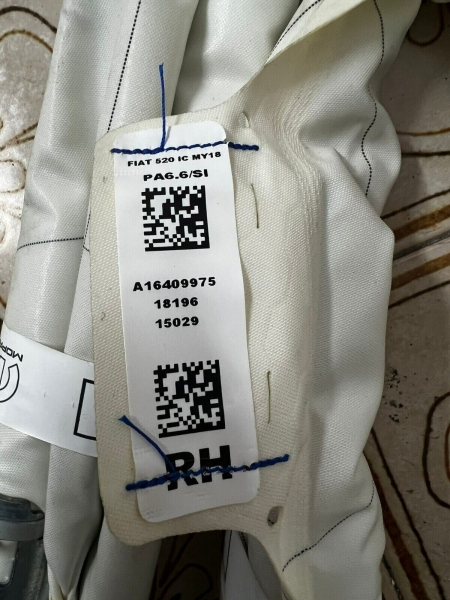 FIAT 520 IC MY18
PA6.6/SI
A16409975
18196
15029
RH